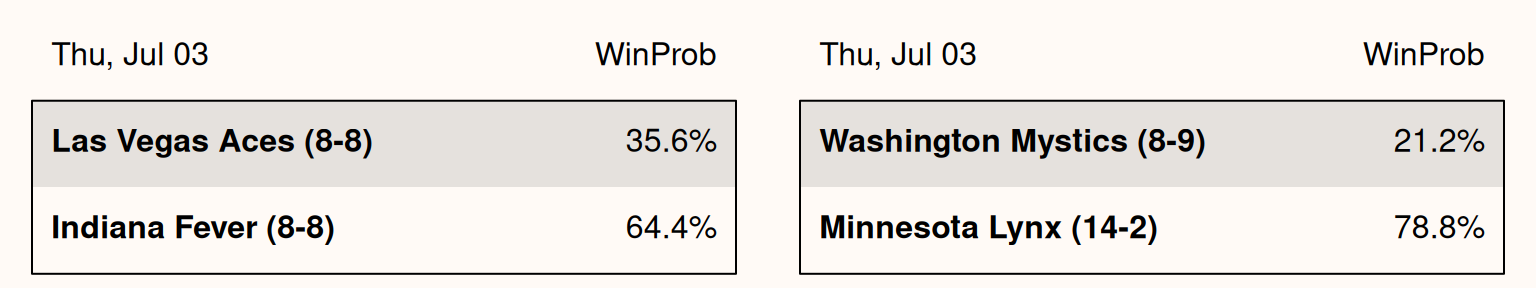 Thu, Jul 03 WinProb
Las Vegas Aces (8-8) 35.6%
Indiana Fever (8-8) 64.4%
Thu, Jul 03 WinProb
Washington Mystics (8-9) 21.2%
Minnesota Lynx (14-2) 78.8%